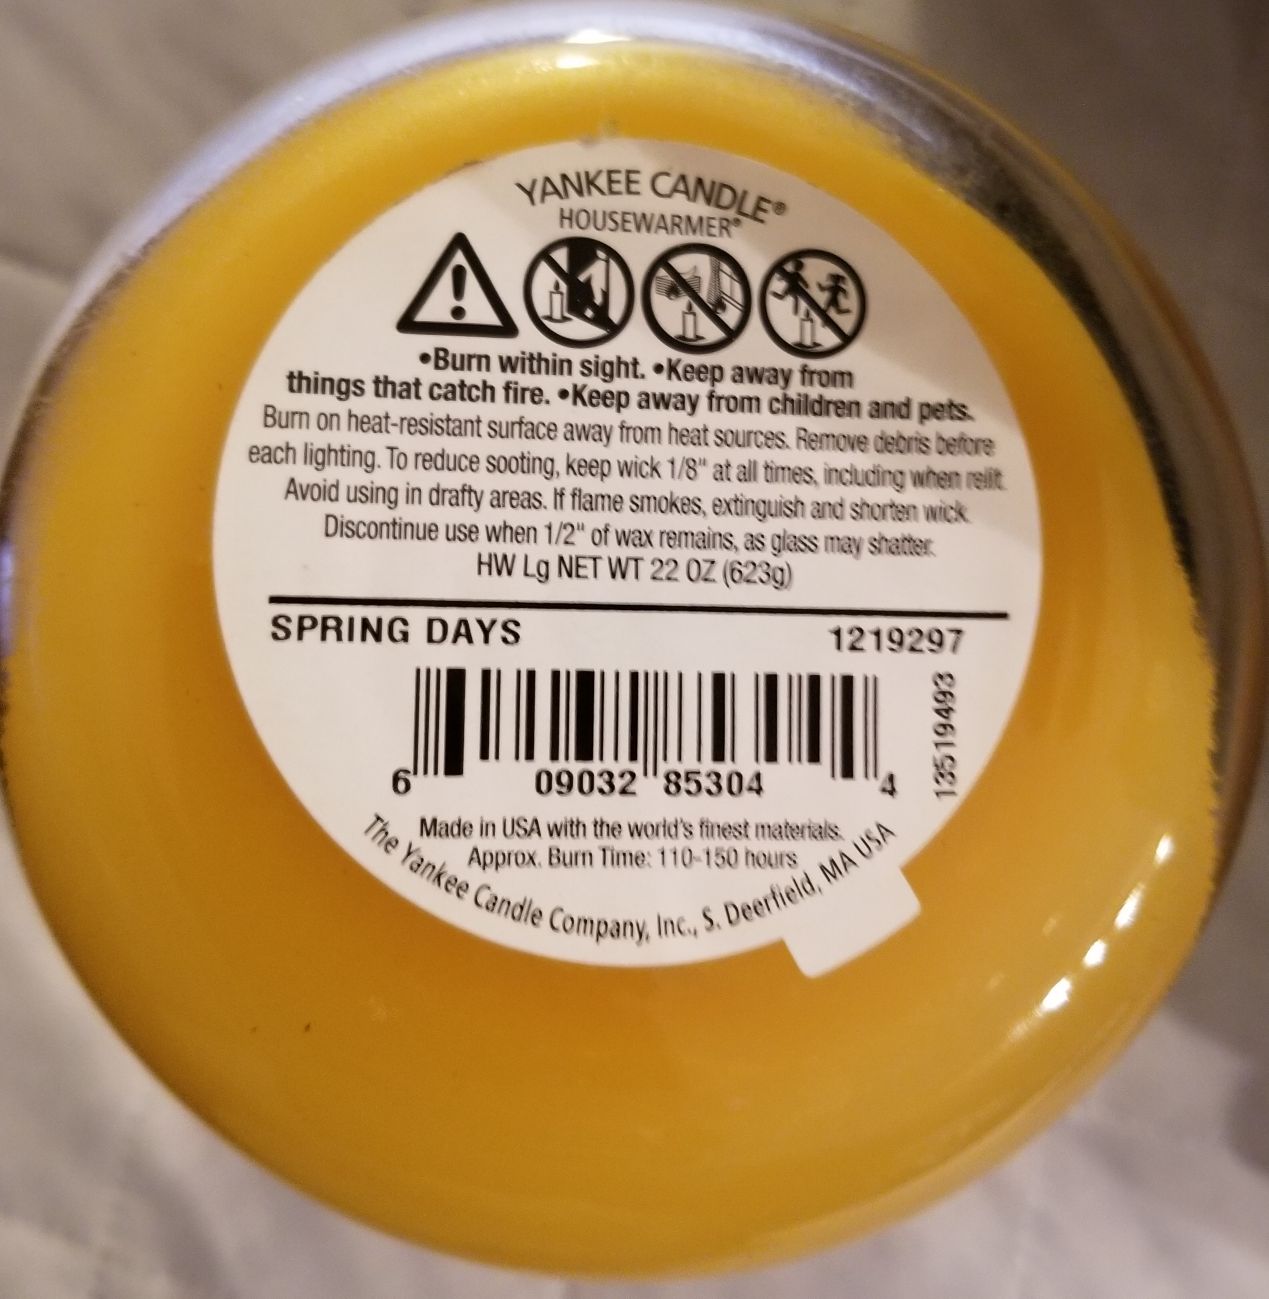 YANKEE CANDLE®
HOUSEWARMER®
•Burn within sight. •Keep away from
things that catch fire. •Keep away from children and pets.
Burn on heat-resistant surface away from heat sources. Remove debris before
each lighting. To reduce sooting, keep wick 1/8" at all times, including when relit.
Avoid using in drafty areas. If flame smokes, extinguish and shorten wick.
Discontinue use when 1/2" of wax remains, as glass may shatter.
HW Lg NET WT 22 OZ (623g)
SPRING DAYS 1219297
13519493
6 09032 85304 4
Made in USA with the world's finest materials.
Approx. Burn Time: 110-150 hours
The Yankee Candle Company, Inc., S. Deerfield, MA USA